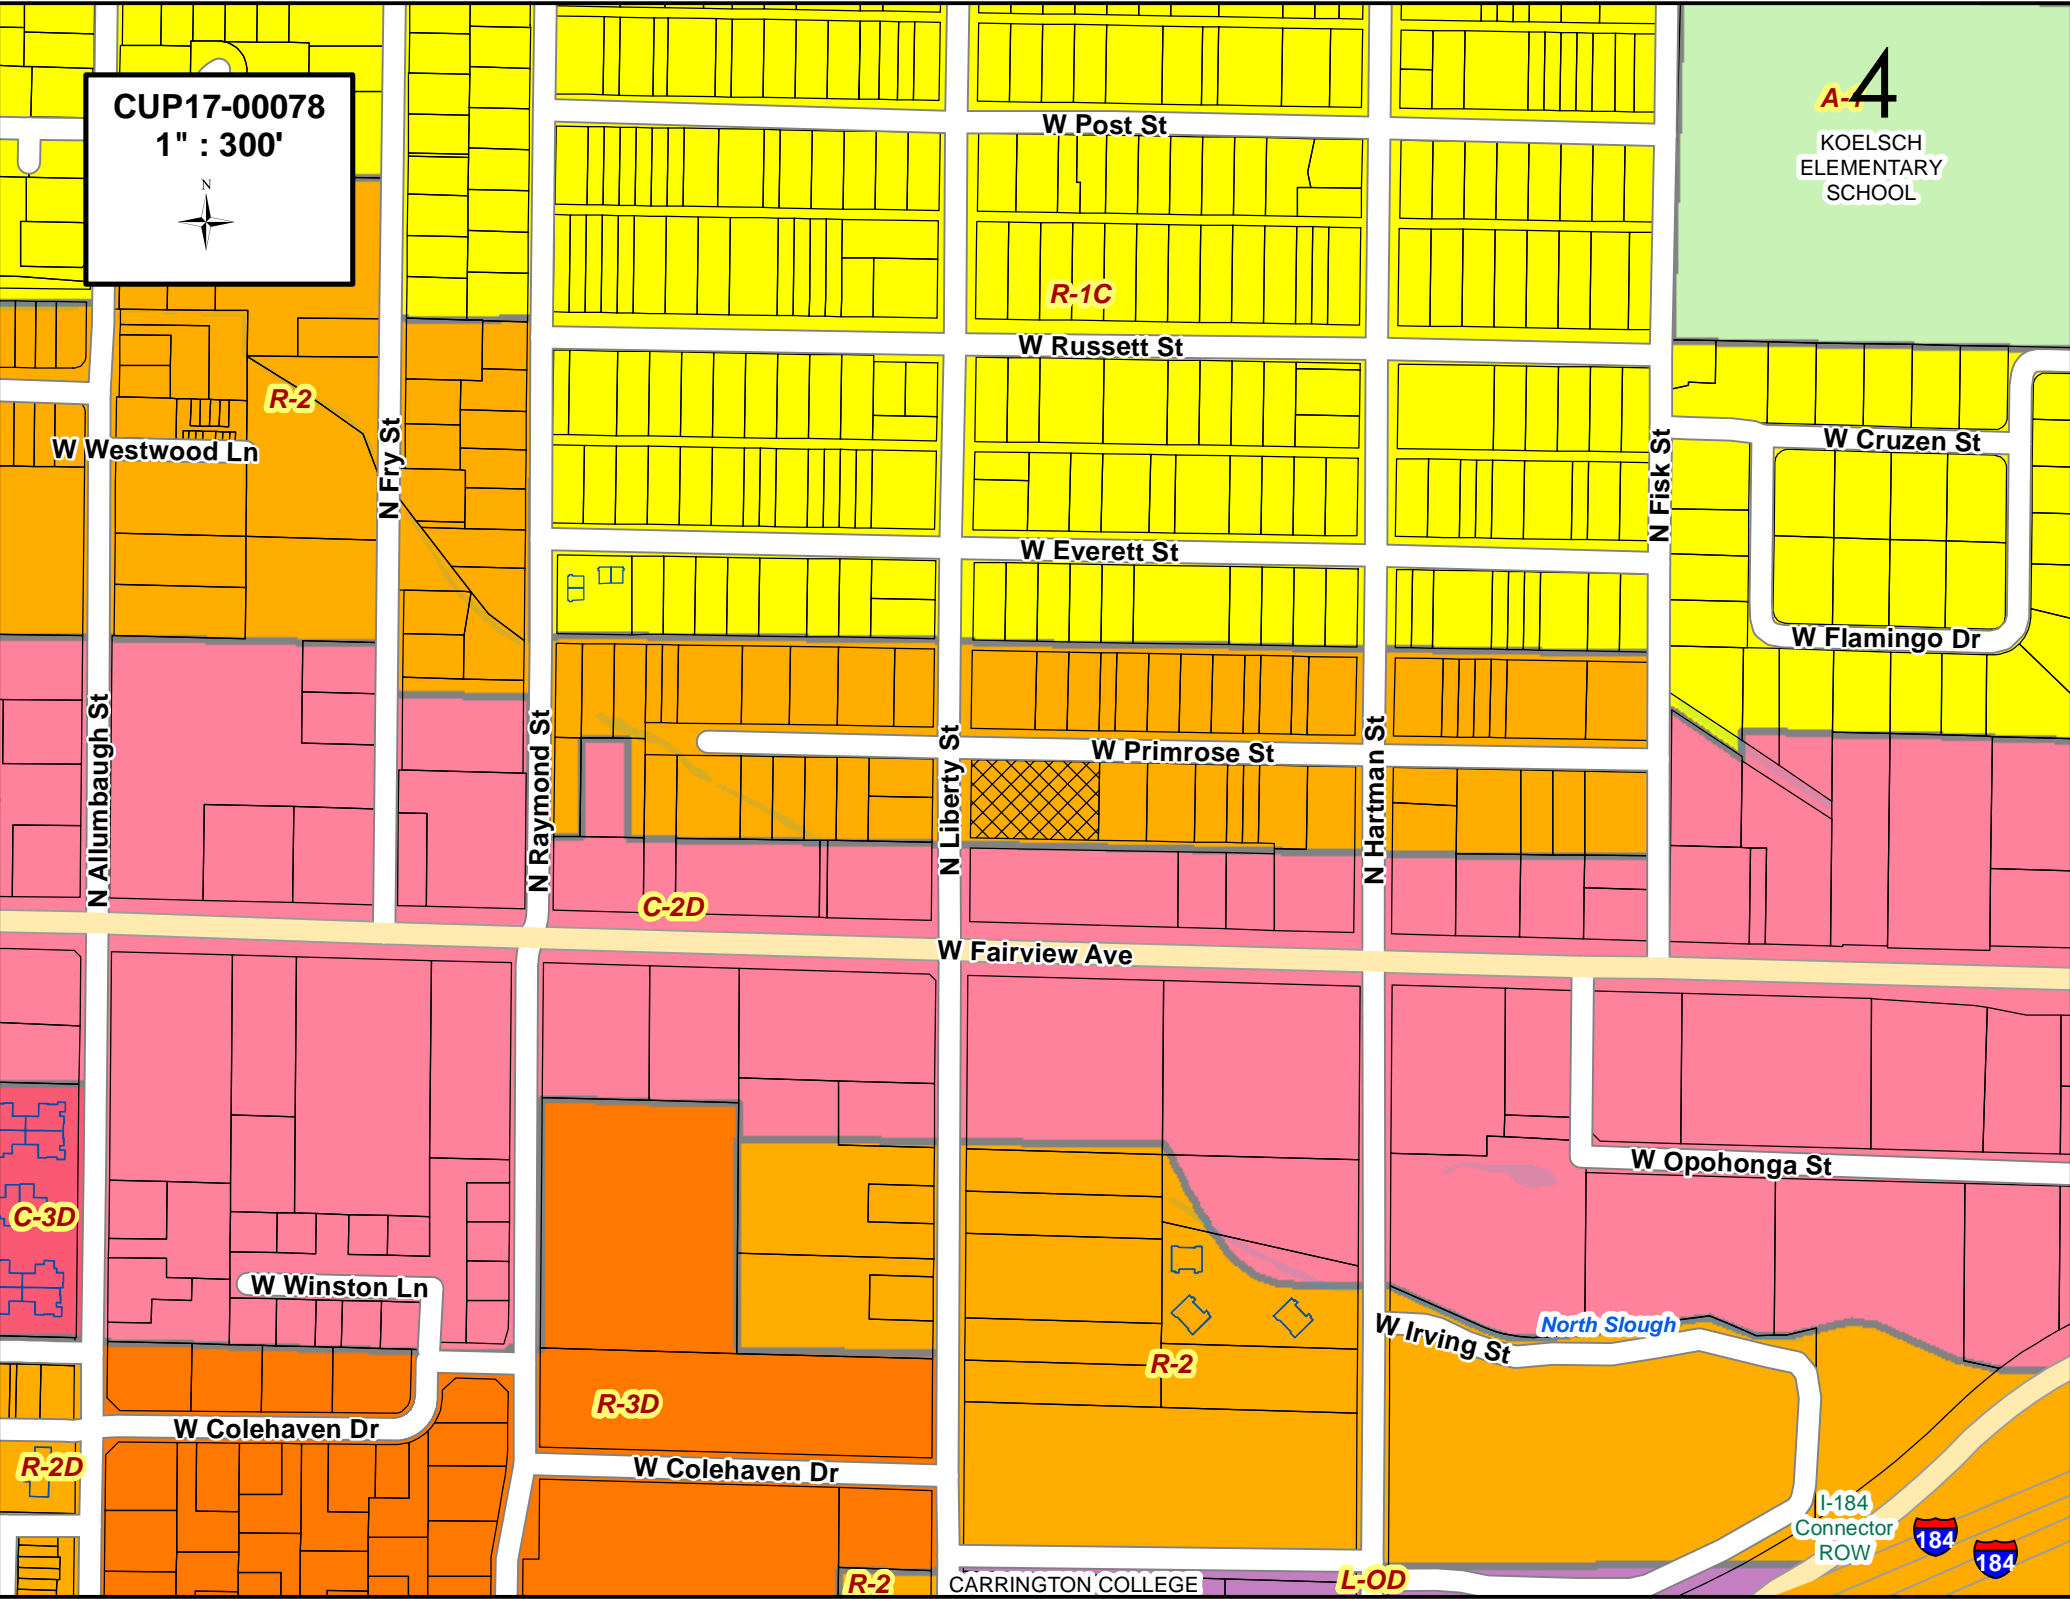 CUP17-00078
1" : 300'
N
4
KOELSCH
ELEMENTARY
SCHOOL
W Post St
R-1C
W Russett St
R-2
N Fry St
W Westwood Ln
N Fisk St
W Cruzen St
W Everett St
W Flamingo Dr
N Allumbaugh St
N Raymond St
N Liberty St
W Primrose St
N Hartman St
C-2D
W Fairview Ave
W Opohonga St
C-3D
W Winston Ln
North Slough
W Irving St
R-2
R-3D
W Colehaven Dr
R-2D
W Colehaven Dr
I-184
Connector
ROW
184
184
R-2
CARRINGTON COLLEGE
L-OD